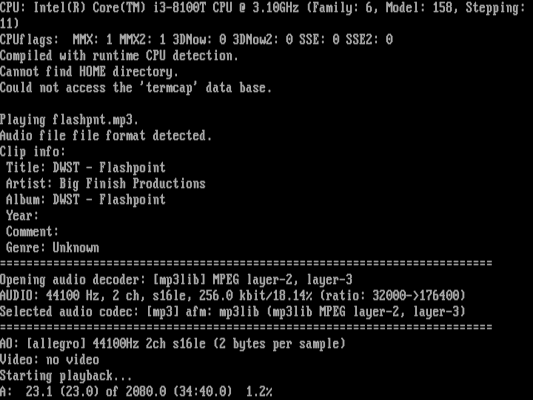 CPU: Intel(R) Core(TM) i3-8100T CPU @ 3.10GHz (Family: 6, Model: 158, Stepping:
11)
CPUflags:  MMX: 1 MMX2: 1 3DNow: 0 3DNow2: 0 SSE: 0 SSE2: 0
Compiled with runtime CPU detection.
Cannot find HOME directory.
Could not access the 'termcap' data base.
Playing flashpnt.mp3.
Audio file file format detected.
Clip info:
 Title: DWST - Flashpoint
 Artist: Big Finish Productions
 Album: DWST - Flashpoint
 Year:
 Comment:
 Genre: Unknown
==========================================================================
Opening audio decoder: [mp3lib] MPEG layer-2, layer-3
AUDIO: 44100 Hz, 2 ch, s16le, 256.0 kbit/18.14% (ratio: 32000->176400)
Selected audio codec: [mp3] afm: mp3lib (mp3lib MPEG layer-2, layer-3)
==========================================================================
AO: [allegro] 44100Hz 2ch s16le (2 bytes per sample)
Video: no video
Starting playback...
A:  23.1 (23.0) of 2080.0 (34:40.0)  1.2%